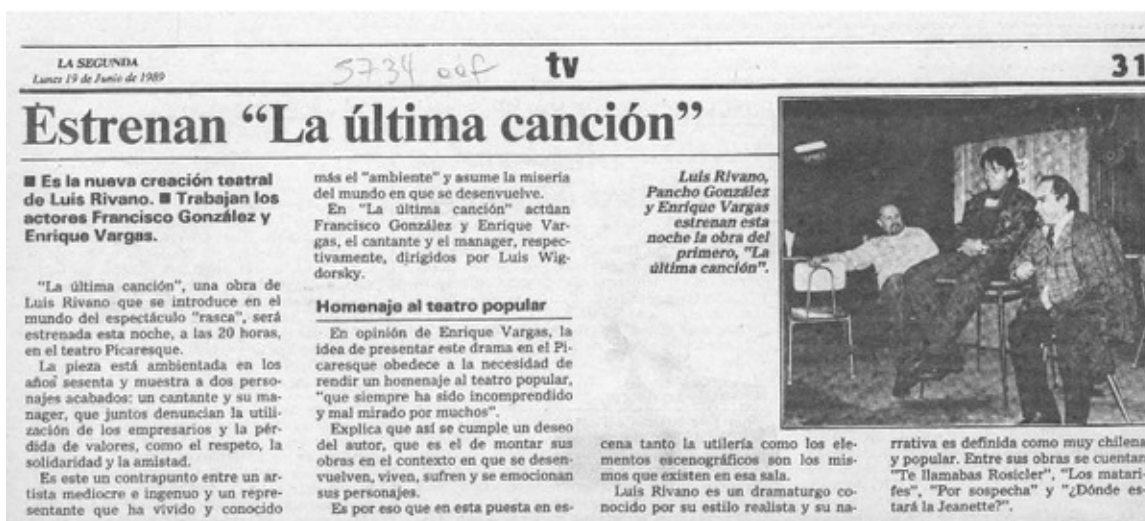 LA SEGUNDA
Lunes 19 de Junio de 1989
5734
tv
31
Estrenan “La última canción”
■ Es la nueva creación teatral
de Luis Rivano. ■ Trabajan los
actores Francisco González y
Enrique Vargas.
“La última canción”, una obra de
Luis Rivano que se introduce en el
mundo del espectáculo “rasca”, será
estrenada esta noche, a las 20 horas,
en el teatro Picaresque.
La pieza está ambientada en los
años sesenta y muestra a dos perso-
najes acabados: un cantante y su ma-
nager, que juntos denuncian la utili-
zación de los empresarios y la pér-
dida de valores, como el respeto, la
solidaridad y la amistad.
Es este un contrapunto entre un ar-
tista mediocre e ingenuo y un repre-
sentante que ha vivido y conocido
más el “ambiente” y asume la miseria
del mundo en que se desenvuelve.
En “La última canción” actúan
Francisco González y Enrique Var-
gas, el cantante y el manager, respec-
tivamente, dirigidos por Luis Wig-
dorsky.
Homenaje al teatro popular
En opinión de Enrique Vargas, la
idea de presentar este drama en el Pi-
caresque obedece a la necesidad de
rendir un homenaje al teatro popular,
“que siempre ha sido incomprendido
y mal mirado por muchos”.
Explica que así se cumple un deseo
del autor, que es el de montar sus
obras en el contexto en que se desen-
vuelven, viven, sufren y se emocionan
sus personajes.
Es por eso que en esta puesta en es-
cena tanto la utilería como los ele-
mentos escenográficos son los mis-
mos que existen en esa sala.
Luis Rivano es un dramaturgo co-
nocido por su estilo realista y su na-
rrativa es definida como muy chilena
y popular. Entre sus obras se cuentan
“Te llamabas Rosicler”, “Los matari-
fes”, “Por sospecha” y “¿Dónde es-
tará la Jeanette?”.
Luis Rivano,
Pancho González
y Enrique Vargas
estrenan esta
noche la obra del
primero, “La
última canción”.